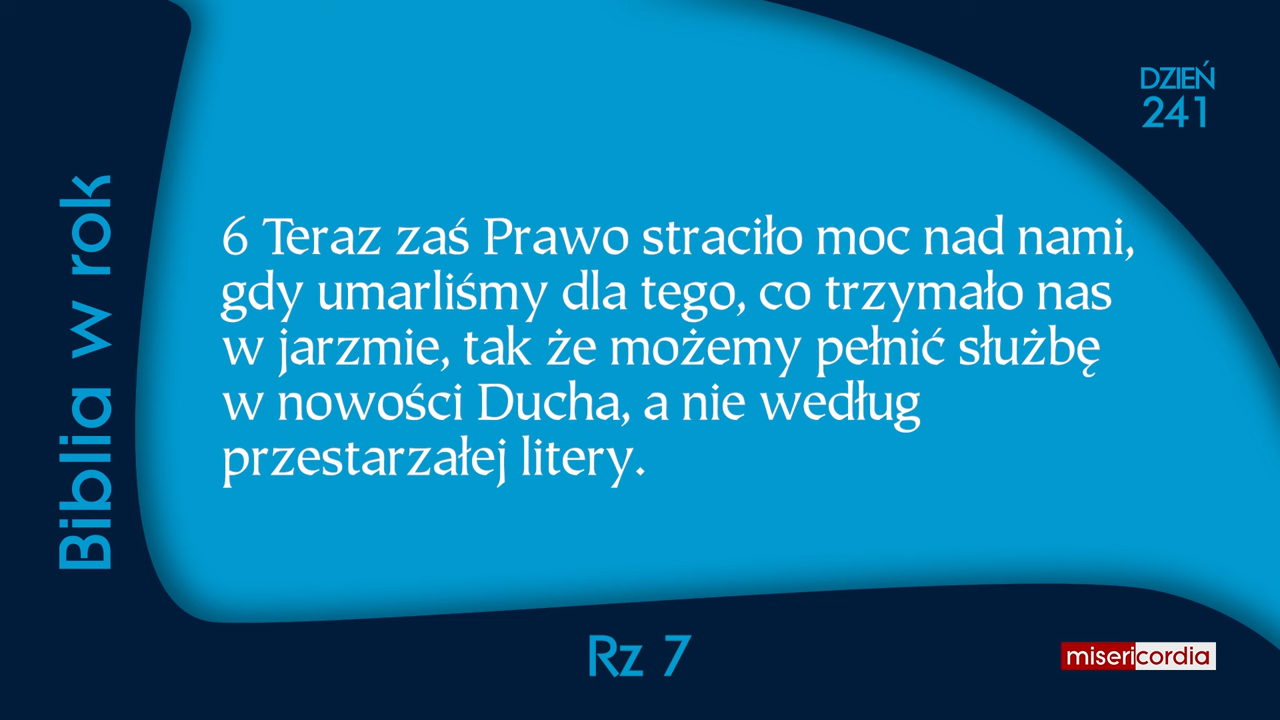 DZIEŃ
241
Biblia w rok
6 Teraz zaś Prawo straciło moc nad nami,
gdy umarliśmy dla tego, co trzymało nas
w jarzmie, tak że możemy pełnić służbę
w nowości Ducha, a nie według
przestarzałej litery.
Rz 7
misericordia